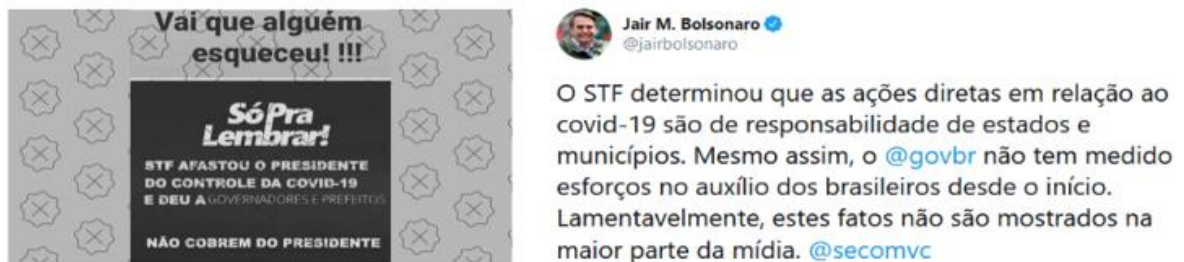 Vai que alguém
esqueceu! !!!
Só Pra
Lembrar!
STF AFASTOU O PRESIDENTE
DO CONTROLE DA COVID-19
E DEU A GOVERNADORES E PREFEITOS
NÃO COBREM DO PRESIDENTE
Jair M. Bolsonaro
@jairbolsonaro
O STF determinou que as ações diretas em relação ao
covid-19 são de responsabilidade de estados e
municípios. Mesmo assim, o @govbr não tem medido
esforços no auxílio dos brasileiros desde o início.
Lamentavelmente, estes fatos não são mostrados na
maior parte da mídia. @secomvc